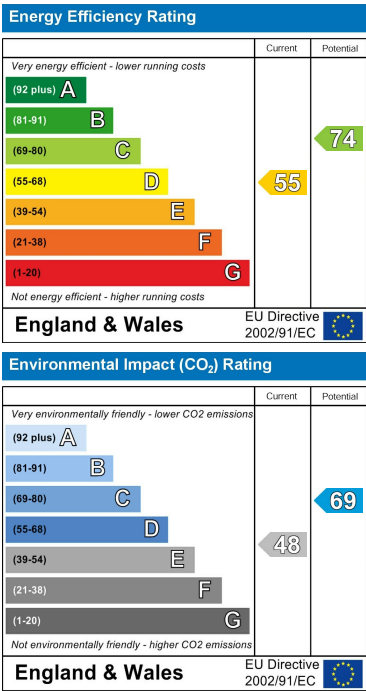 Energy Efficiency Rating
Current Potential
Very energy efficient - lower running costs
(92 plus) A
(81-91) B
(69-80) C
74
(55-68) D
55
(39-54) E
(21-38) F
(1-20) G
Not energy efficient - higher running costs
England & Wales
EU Directive
2002/91/EC
Environmental Impact (CO₂) Rating
Current Potential
Very environmentally friendly - lower CO2 emissions
(92 plus) A
(81-91) B
(69-80) C
69
(55-68) D
(39-54) E
48
(21-38) F
(1-20) G
Not environmentally friendly - higher CO2 emissions
England & Wales
EU Directive
2002/91/EC